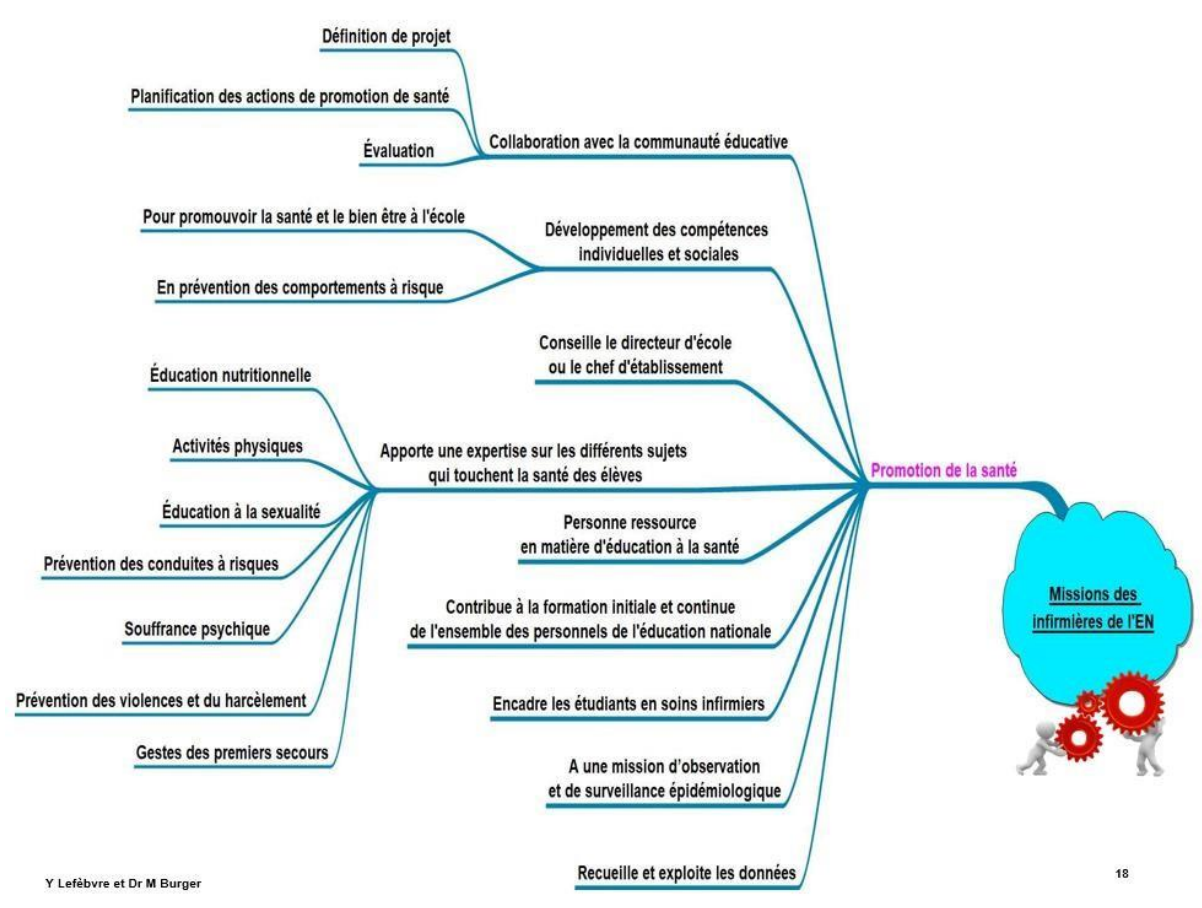 Définition de projet
Planification des actions de promotion de santé
Évaluation
Collaboration avec la communauté éducative
Pour promouvoir la santé et le bien être à l'école
En prévention des comportements à risque
Développement des compétences
individuelles et sociales
Conseille le directeur d'école
ou le chef d'établissement
Éducation nutritionnelle
Activités physiques
Éducation à la sexualité
Prévention des conduites à risques
Souffrance psychique
Prévention des violences et du harcèlement
Gestes des premiers secours
Apporte une expertise sur les différents sujets
qui touchent la santé des élèves
Personne ressource
en matière d'éducation à la santé
Contribue à la formation initiale et continue
de l'ensemble des personnels de l'éducation nationale
Encadre les étudiants en soins infirmiers
A une mission d’observation
et de surveillance épidémiologique
Recueille et exploite les données
Promotion de la santé
Missions des
infirmières de l'EN
Y Lefèbvre et Dr M Burger
18